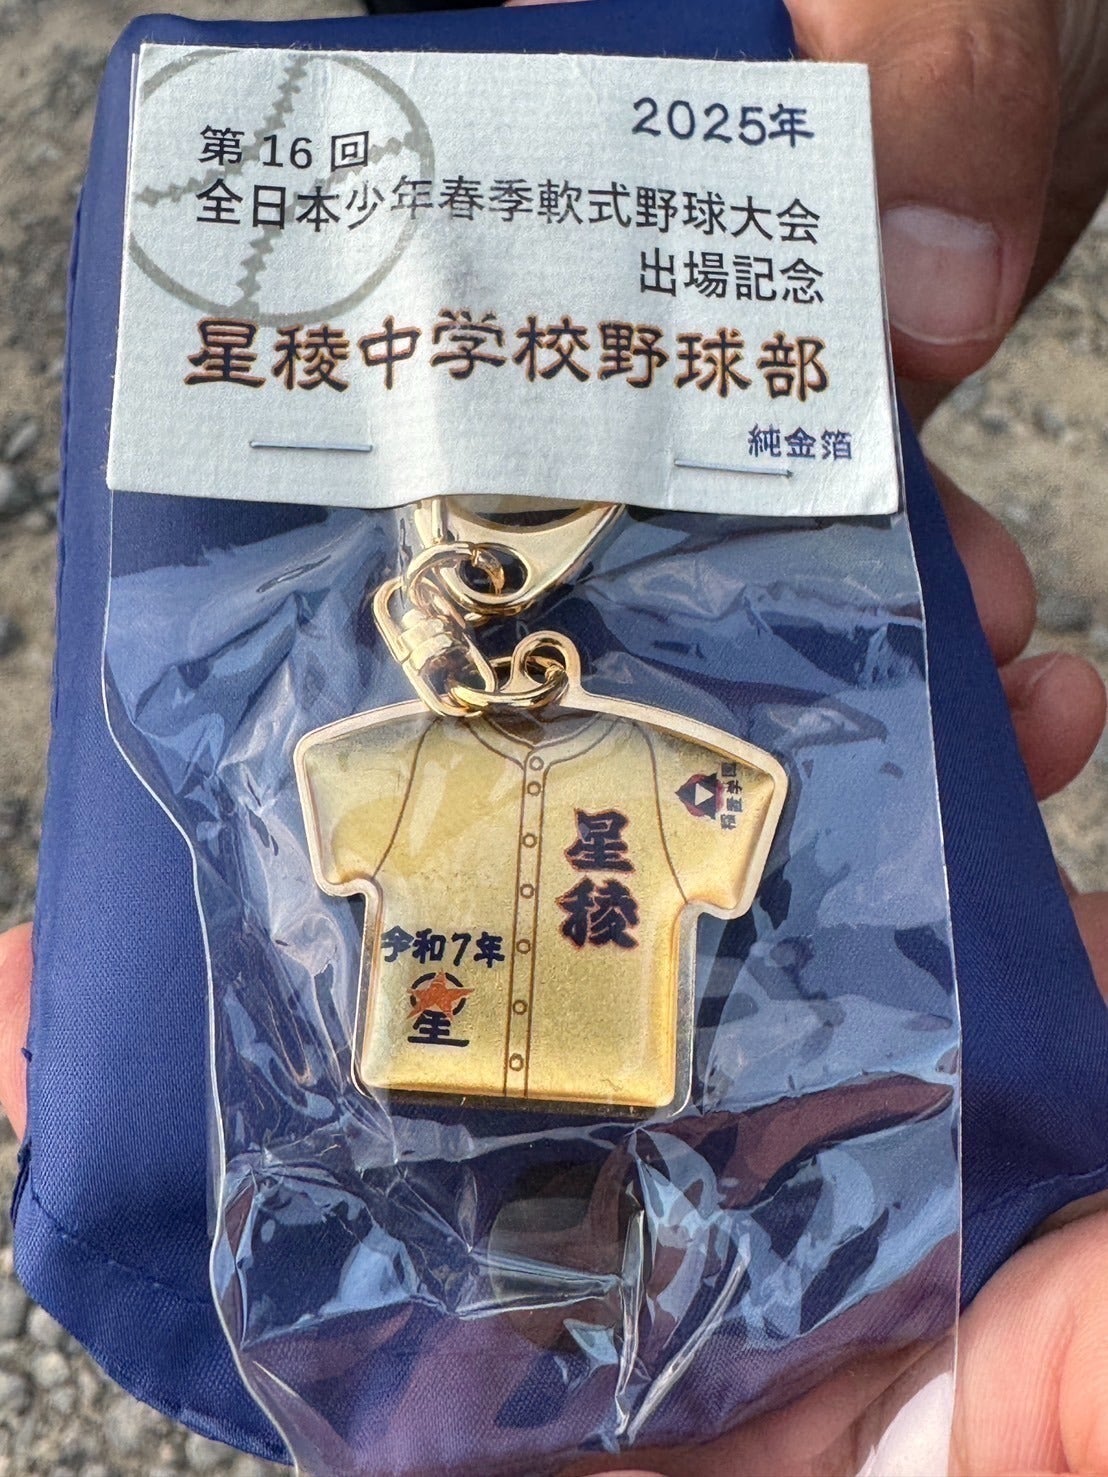 2025年
第16回
全日本少年春季軟式野球大会
出場記念
星稜中学校野球部
純金箔
星稜
令和7年
星